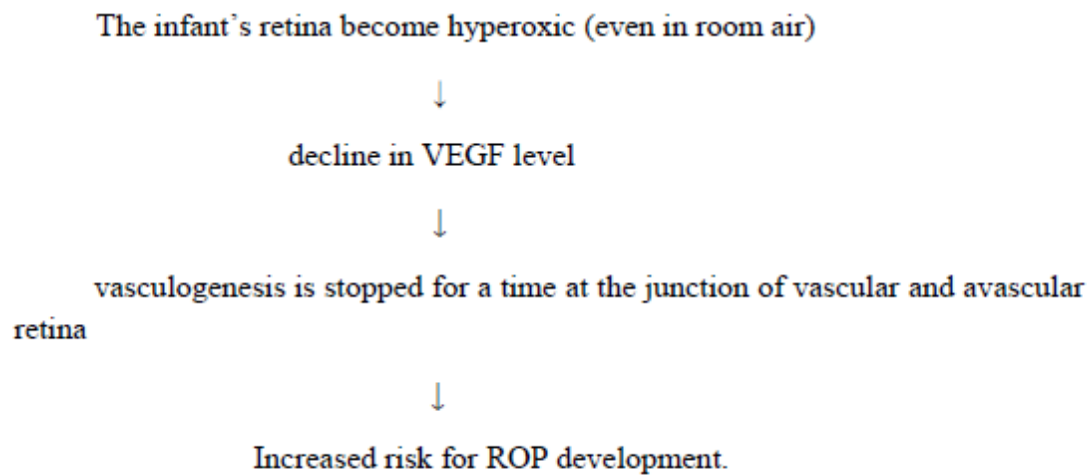 The infant's retina become hyperoxic (even in room air)
↓
decline in VEGF level
↓
vasculogenesis is stopped for a time at the junction of vascular and avascular
retina
↓
Increased risk for ROP development.